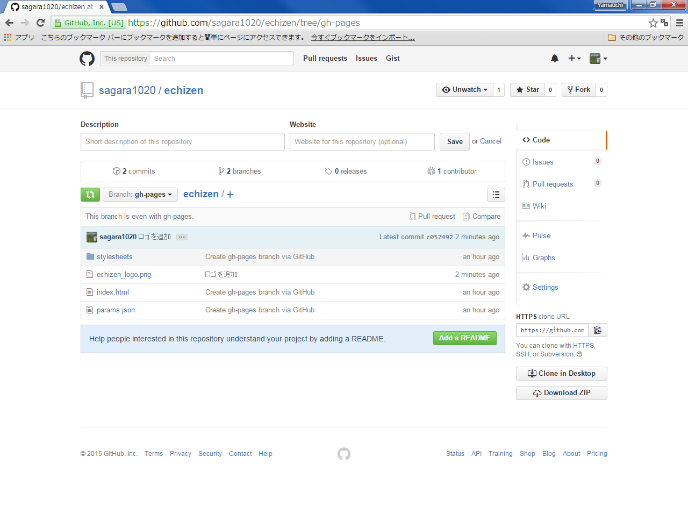 sagara1020/echizen at
Yamadoshi
GitHub, Inc. [US] https://github.com/sagara1020/echizen/tree/gh-pages
アプリ こちらのブックマーク バーにブックマークを追加すると簡単にページにアクセスできます。 今すぐブックマークをインポート... その他のブックマーク
This repository Search Pull requests Issues Gist
sagara1020 / echizen Unwatch 1 Star 0 Fork 0
Description Website
Short description of this repository Website for this repository (optional) Save or Cancel
2 commits 2 branches 0 releases 1 contributor
Branch: gh-pages echizen / +
This branch is even with gh-pages. Pull request Compare
sagara1020 ロゴを追加 ... Latest commit c057492 2 minutes ago
stylesheets Create gh-pages branch via GitHub an hour ago
echizen_logo.png ロゴを追加 2 minutes ago
index.html Create gh-pages branch via GitHub an hour ago
params.json Create gh-pages branch via GitHub an hour ago
Help people interested in this repository understand your project by adding a README. Add a README
Code
Issues 0
Pull requests 0
Wiki
Pulse
Graphs
Settings
HTTPS clone URL
https://github.com
You can clone with HTTPS,
SSH, or Subversion.
Clone in Desktop
Download ZIP
© 2015 GitHub, Inc. Terms Privacy Security Contact Help Status API Training Shop Blog About Pricing